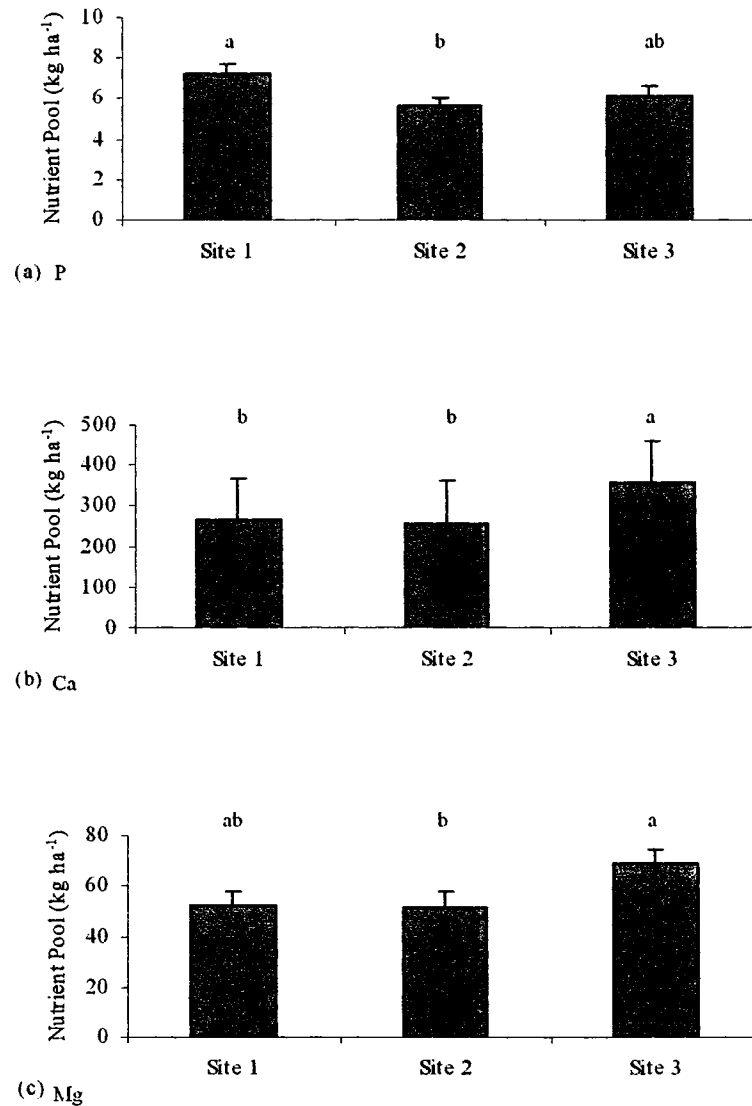 a b ab
Nutrient Pool (kg ha⁻¹)
8
6
4
2
0
Site 1 Site 2 Site 3
(a) P
b b a
Nutrient Pool (kg ha⁻¹)
500
400
300
200
100
0
Site 1 Site 2 Site 3
(b) Ca
ab b a
Nutrient Pool (kg ha⁻¹)
80
60
40
20
0
Site 1 Site 2 Site 3
(c) Mg